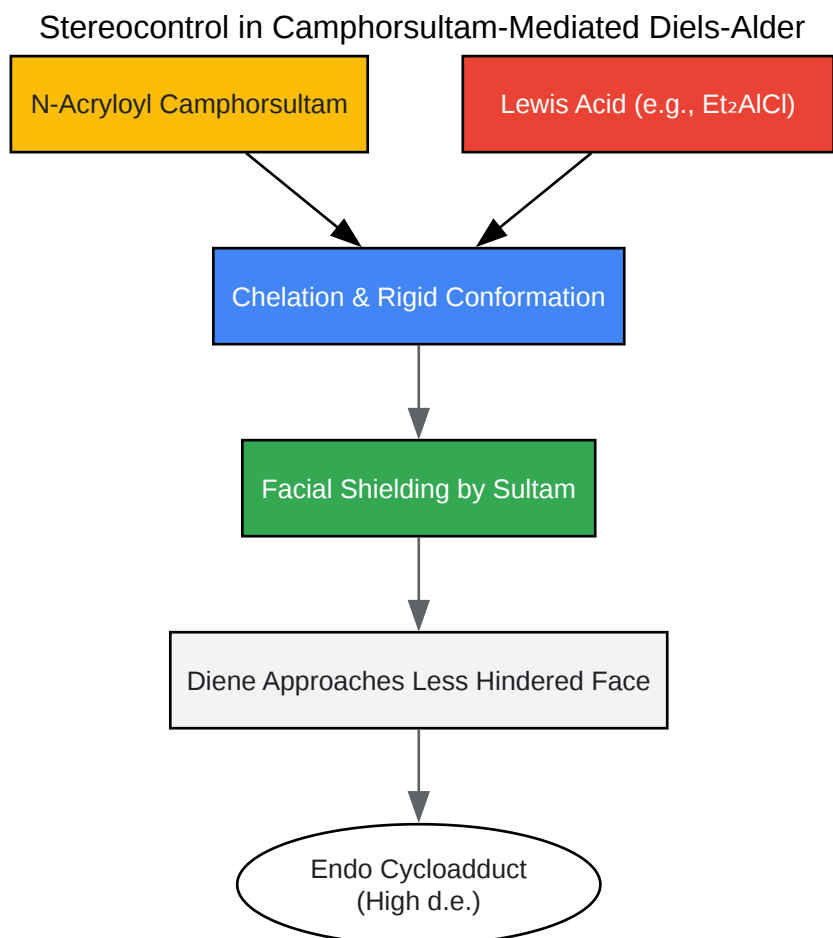 Stereocontrol in Camphorsultam-Mediated Diels-Alder
N-Acryloyl Camphorsultam
Lewis Acid (e.g., Et₂AlCl)
Chelation & Rigid Conformation
Facial Shielding by Sultam
Diene Approaches Less Hindered Face
Endo Cycloadduct
(High d.e.)